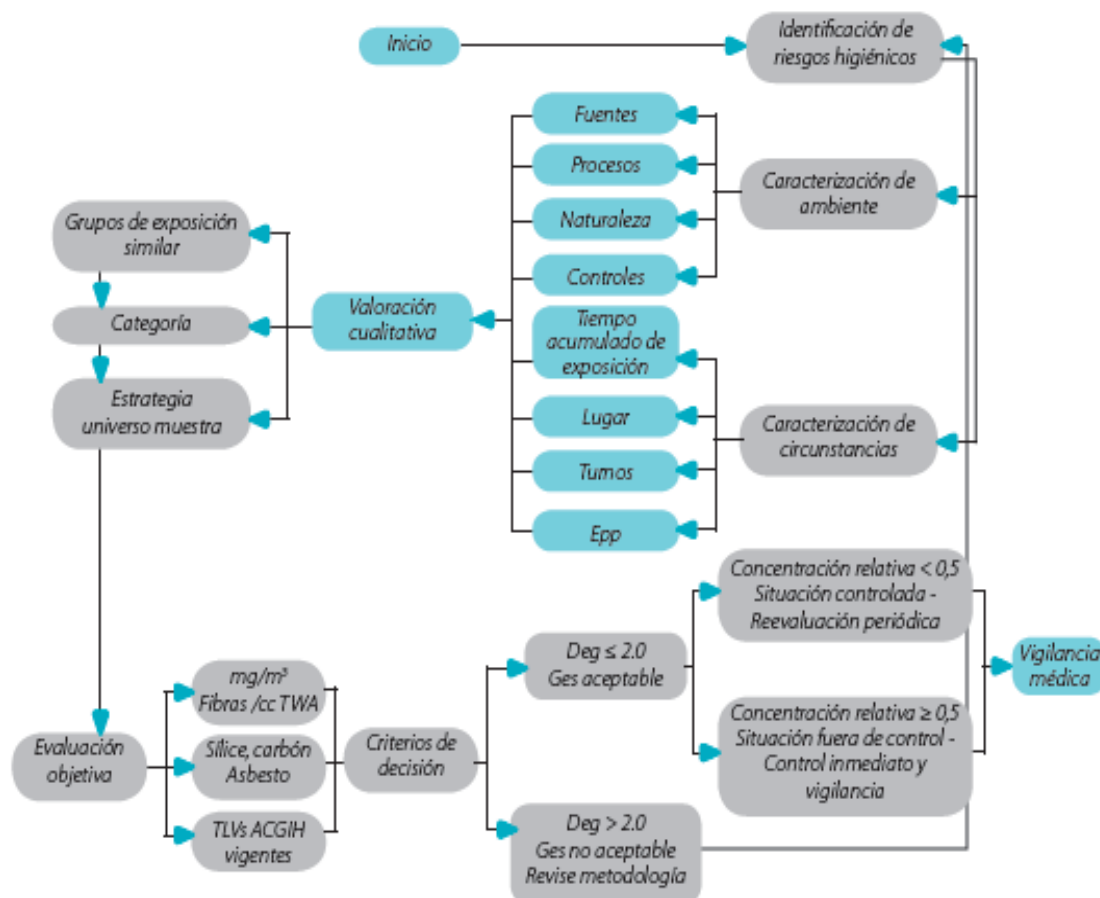 Inicio
Identificación de
riesgos higiénicos
Fuentes
Procesos
Naturaleza
Controles
Caracterización de
ambiente
Grupos de exposición
similar
Categoría
Estrategia
universo muestra
Valoración
cualitativa
Tiempo
acumulado de
exposición
Lugar
Turnos
Epp
Caracterización de
circunstancias
Evaluación
objetiva
mg/m³
Fibras /cc TWA
Sílice, carbón
Asbesto
TLVs ACGIH
vigentes
Criterios de
decisión
Deg ≤ 2.0
Ges aceptable
Deg > 2.0
Ges no aceptable
Revise metodología
Concentración relativa < 0,5
Situación controlada -
Reevaluación periódica
Concentración relativa ≥ 0,5
Situación fuera de control -
Control inmediato y
vigilancia
Vigilancia
médica